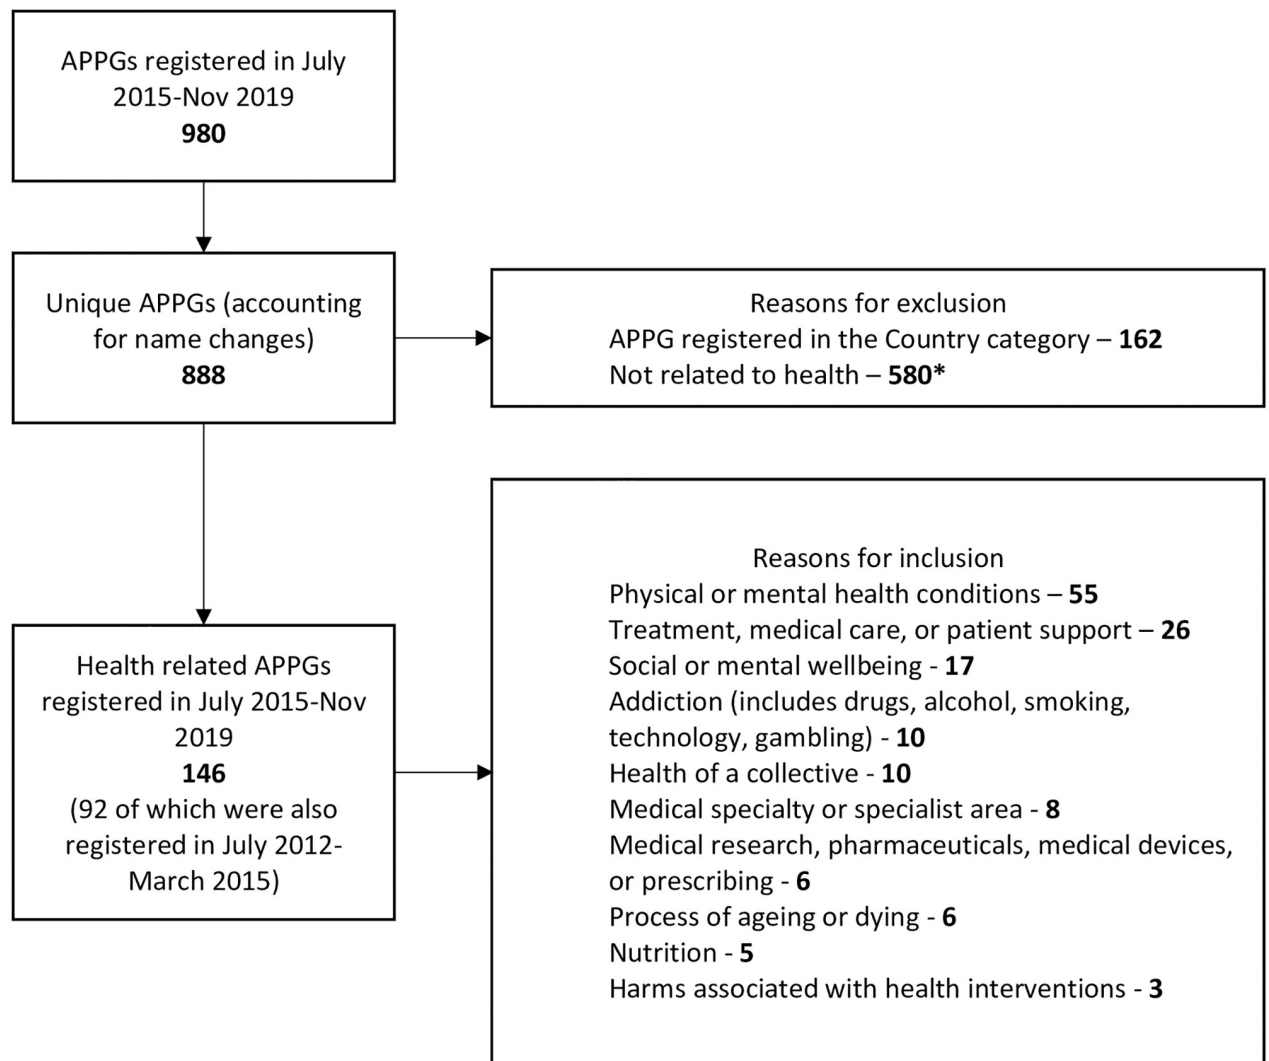 APPGs registered in July
2015-Nov 2019
980
Unique APPGs (accounting
for name changes)
888
Reasons for exclusion
APPG registered in the Country category – 162
Not related to health – 580*
Health related APPGs
registered in July 2015-Nov
2019
146
(92 of which were also
registered in July 2012-
March 2015)
Reasons for inclusion
Physical or mental health conditions – 55
Treatment, medical care, or patient support – 26
Social or mental wellbeing - 17
Addiction (includes drugs, alcohol, smoking,
technology, gambling) - 10
Health of a collective - 10
Medical specialty or specialist area - 8
Medical research, pharmaceuticals, medical devices,
or prescribing - 6
Process of ageing or dying - 6
Nutrition - 5
Harms associated with health interventions - 3